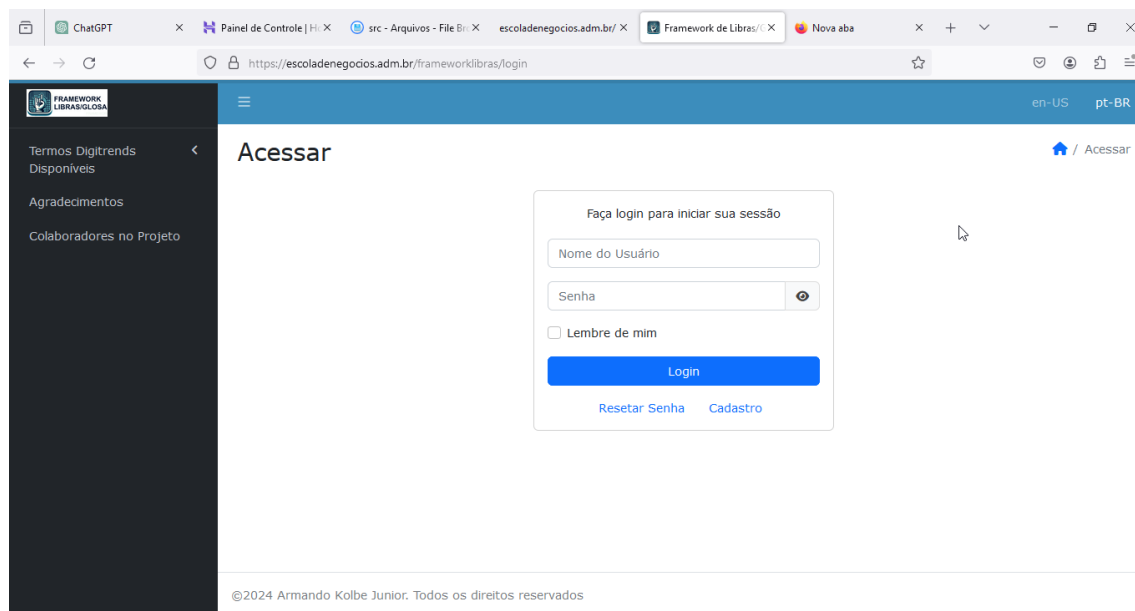 ChatGPT
Painel de Controle | Ho
src - Arquivos - File Bro
escoladenegocios.adm.br/
Framework de Libras/G
Nova aba
https://escoladenegocios.adm.br/frameworklibras/login
FRAMEWORK
LIBRAS/GLOSA
en-US pt-BR
Termos Digitrends
Disponíveis
Agradecimentos
Colaboradores no Projeto
Acessar
/ Acessar
Faça login para iniciar sua sessão
Nome do Usuário
Senha
Lembre de mim
Login
Resetar Senha Cadastro
©2024 Armando Kolbe Junior. Todos os direitos reservados